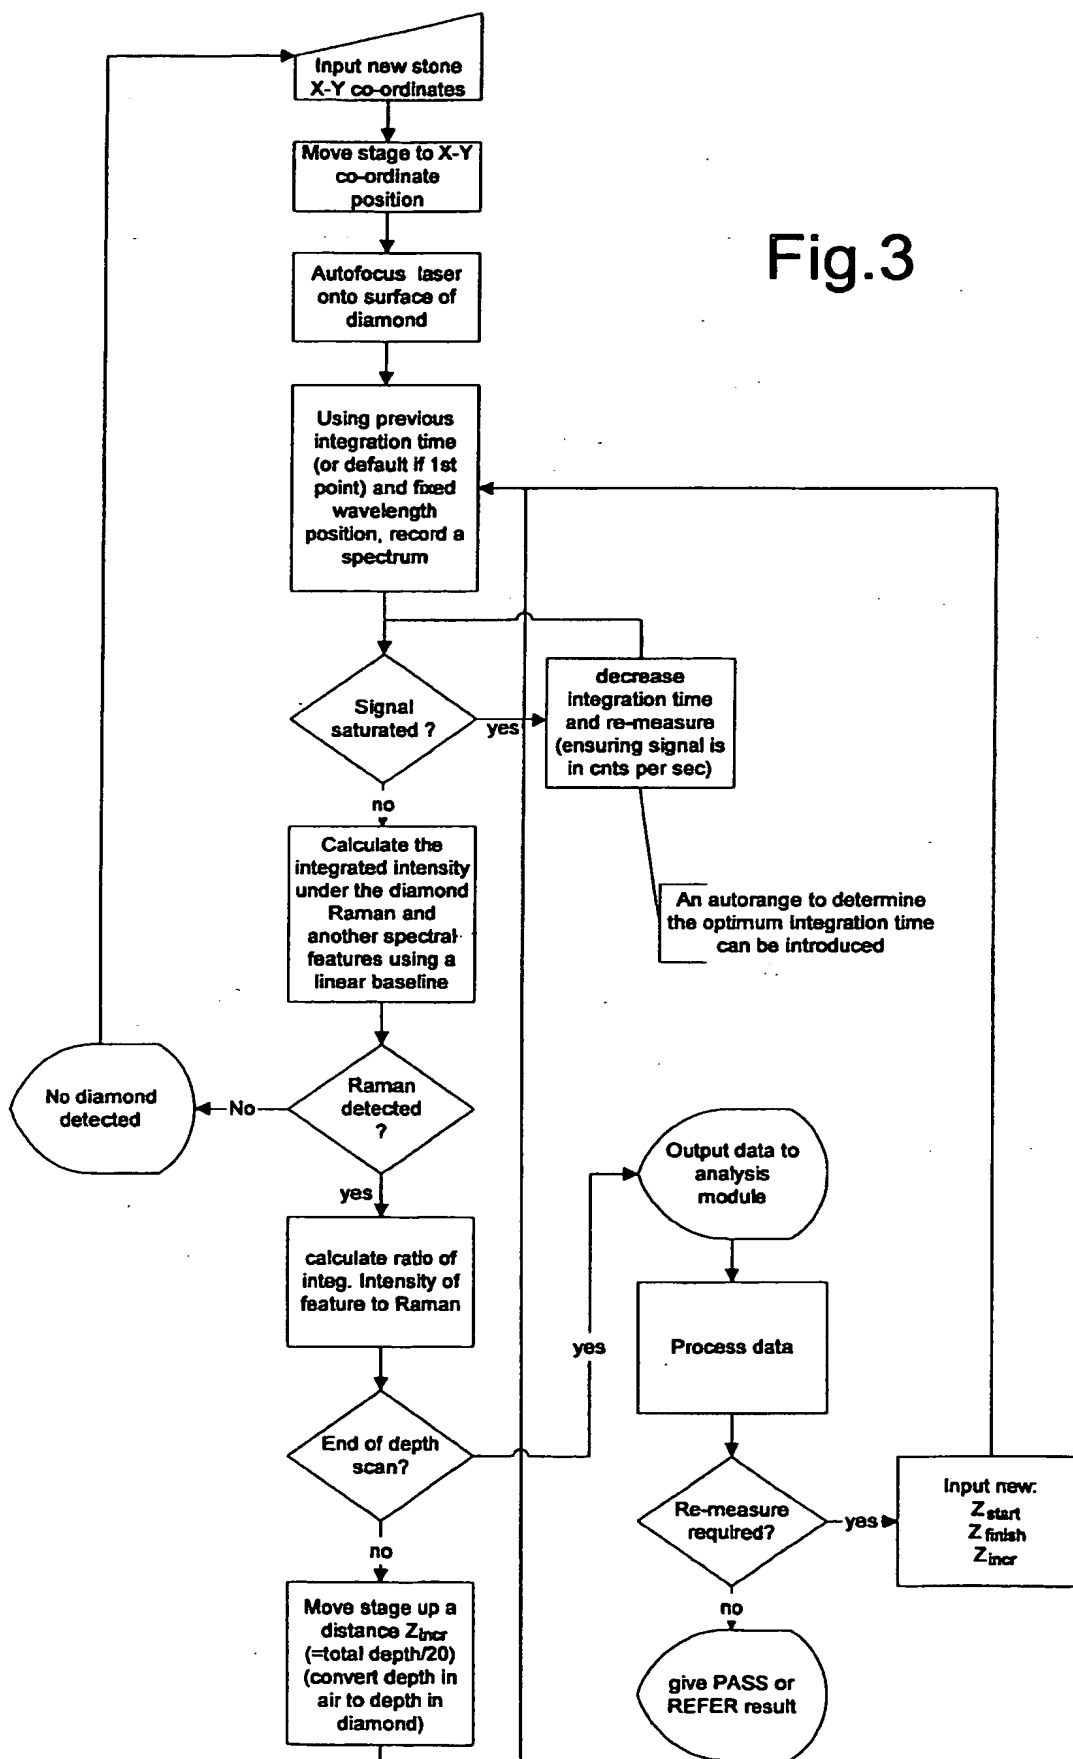 Input new stone
X-Y co-ordinates
Move stage to X-Y
co-ordinate
position
Fig.3
Autofocus laser
onto surface of
diamond
Using previous
integration time
(or default if 1st
point) and fixed
wavelength
position, record a
spectrum
Signal
saturated ?
yes
decrease
integration time
and re-measure
(ensuring signal is
in cnts per sec)
no
Calculate the
integrated intensity
under the diamond
Raman and
another spectral
features using a
linear baseline
An autorange to determine
the optimum integration time
can be introduced
No diamond
detected
No
Raman
detected
?
yes
Output data to
analysis
module
calculate ratio of
integ. Intensity of
feature to Raman
yes
Process data
End of depth
scan?
Re-measure
required?
yes
Input new:
Zstart
Zfinish
Zincr
no
Move stage up a
distance Zincr
(=total depth/20)
(convert depth in
air to depth in
diamond)
no
give PASS or
REFER result